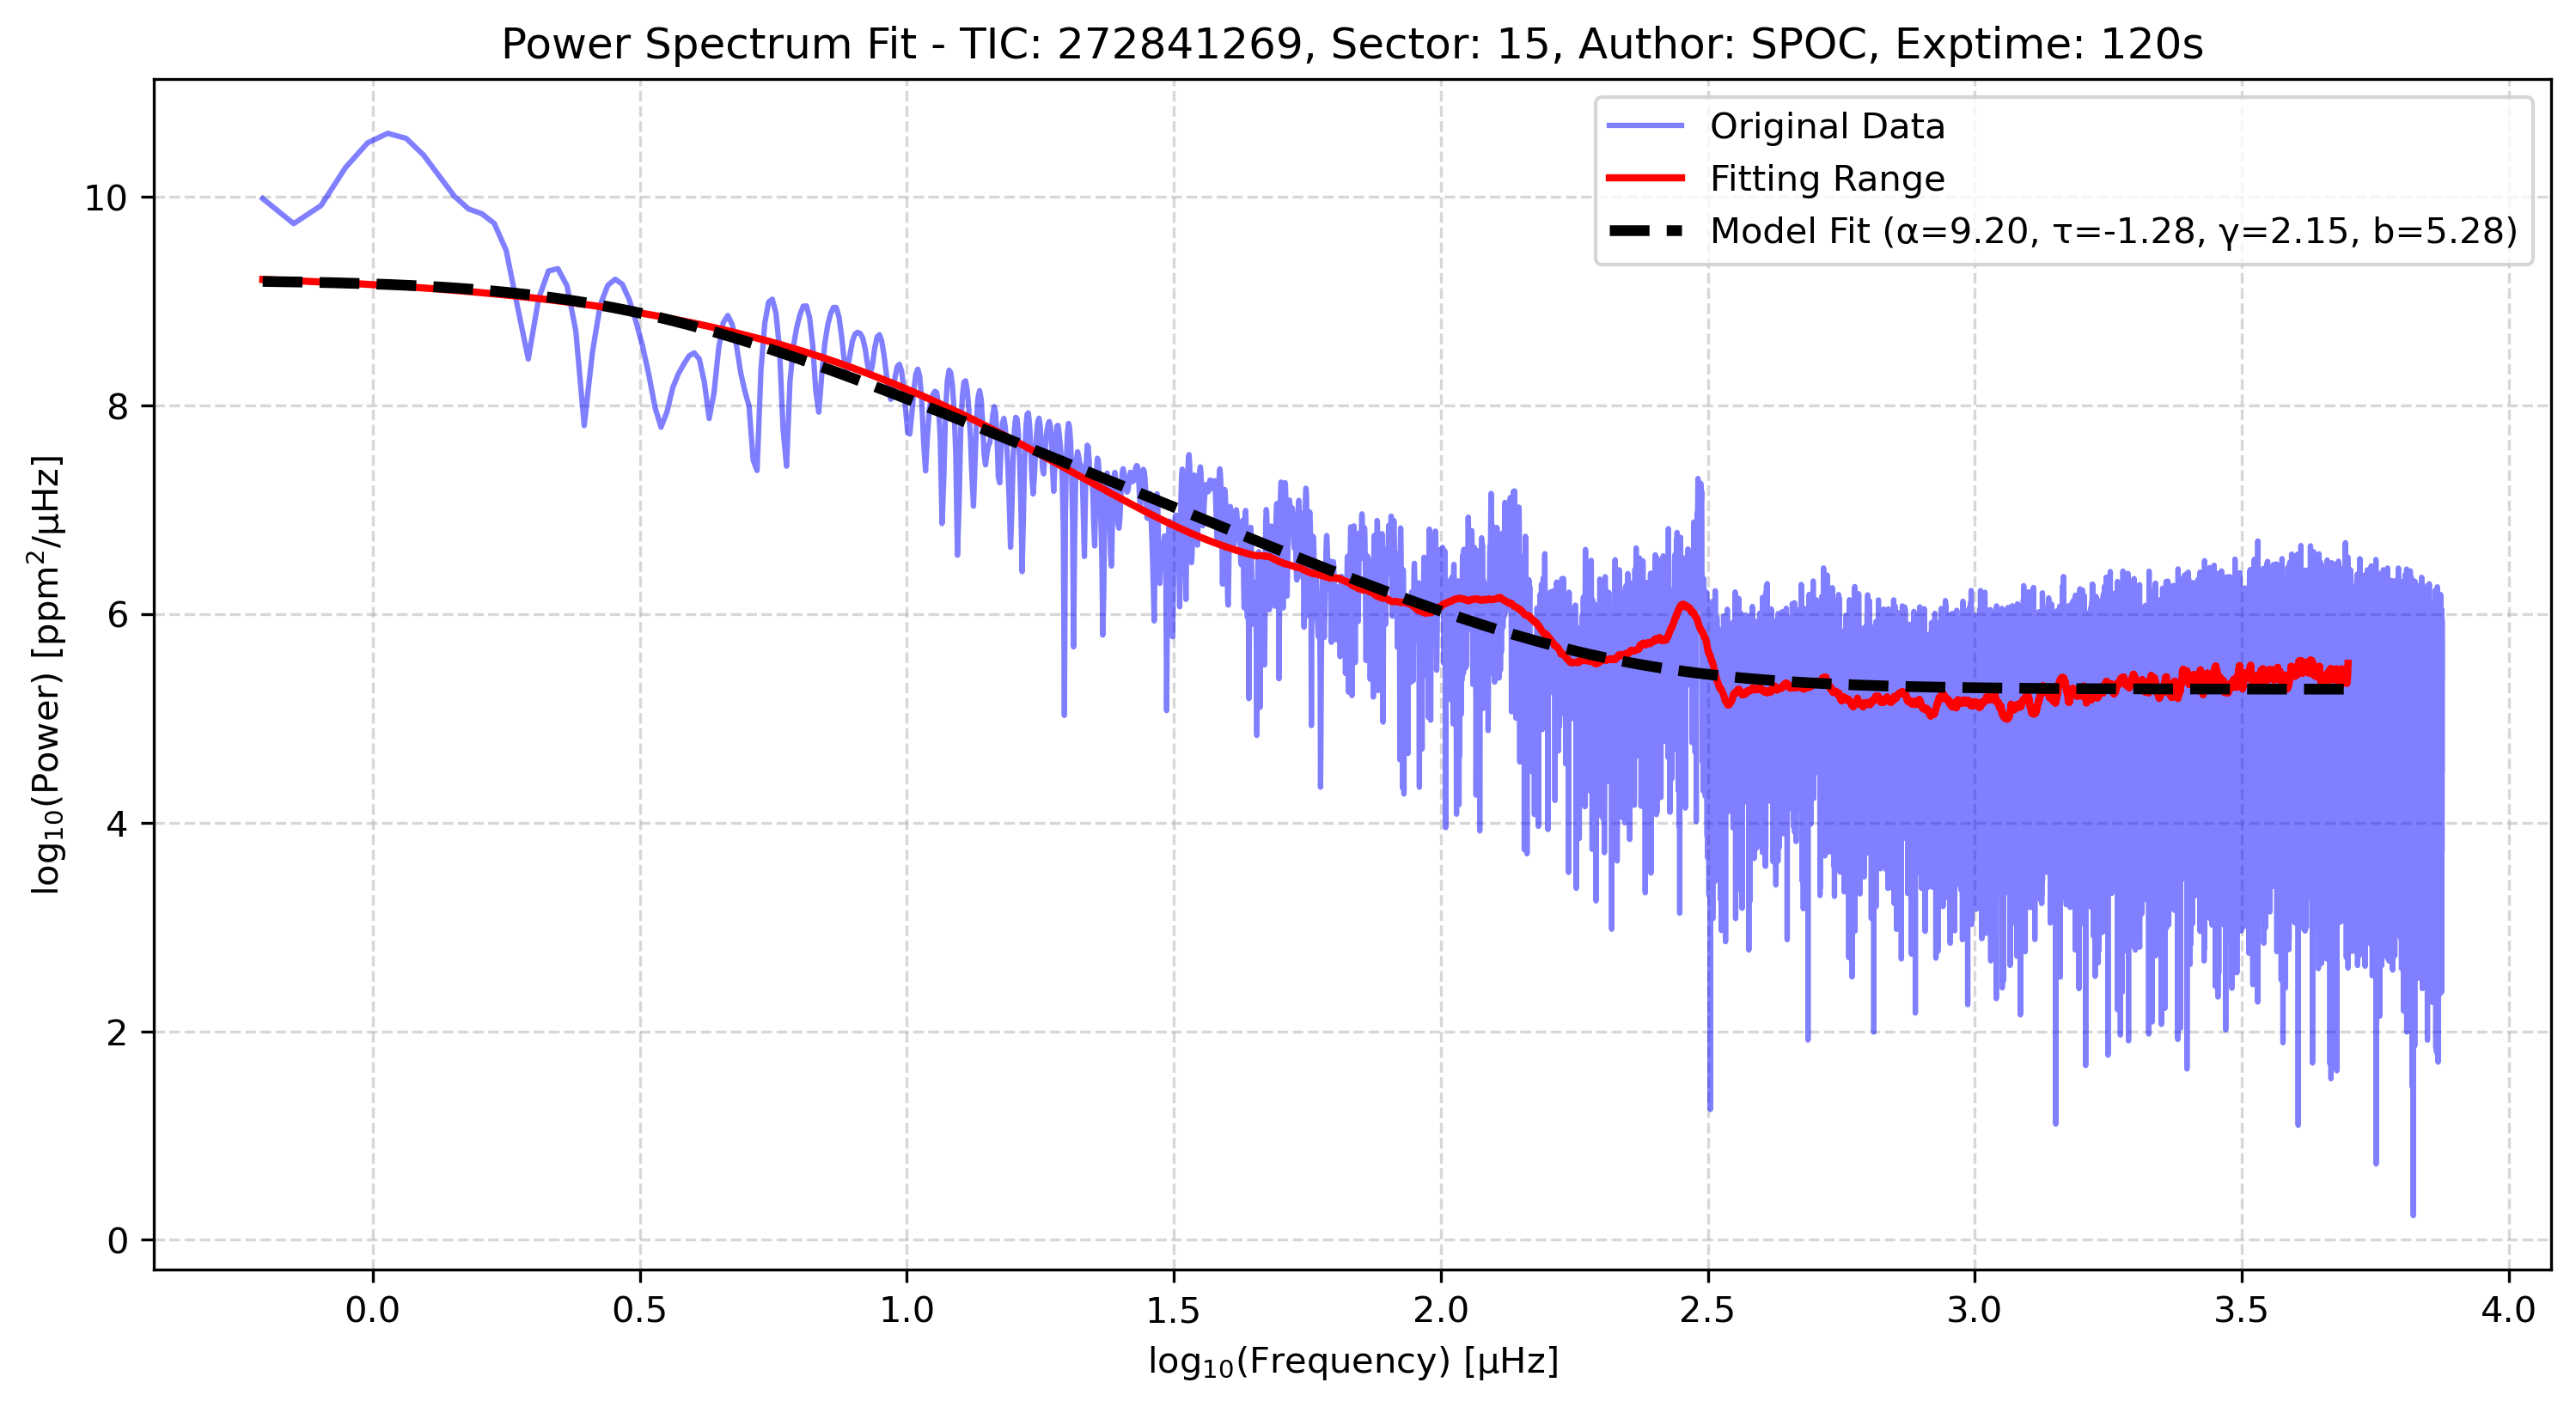 Power Spectrum Fit - TIC: 272841269, Sector: 15, Author: SPOC, Exptime: 120s
Original Data
Fitting Range
Model Fit (α=9.20, τ=-1.28, γ=2.15, b=5.28)
log₁₀(Power) [ppm²/μHz]
10
8
6
4
2
0
0.0 0.5 1.0 1.5 2.0 2.5 3.0 3.5 4.0
log₁₀(Frequency) [μHz]